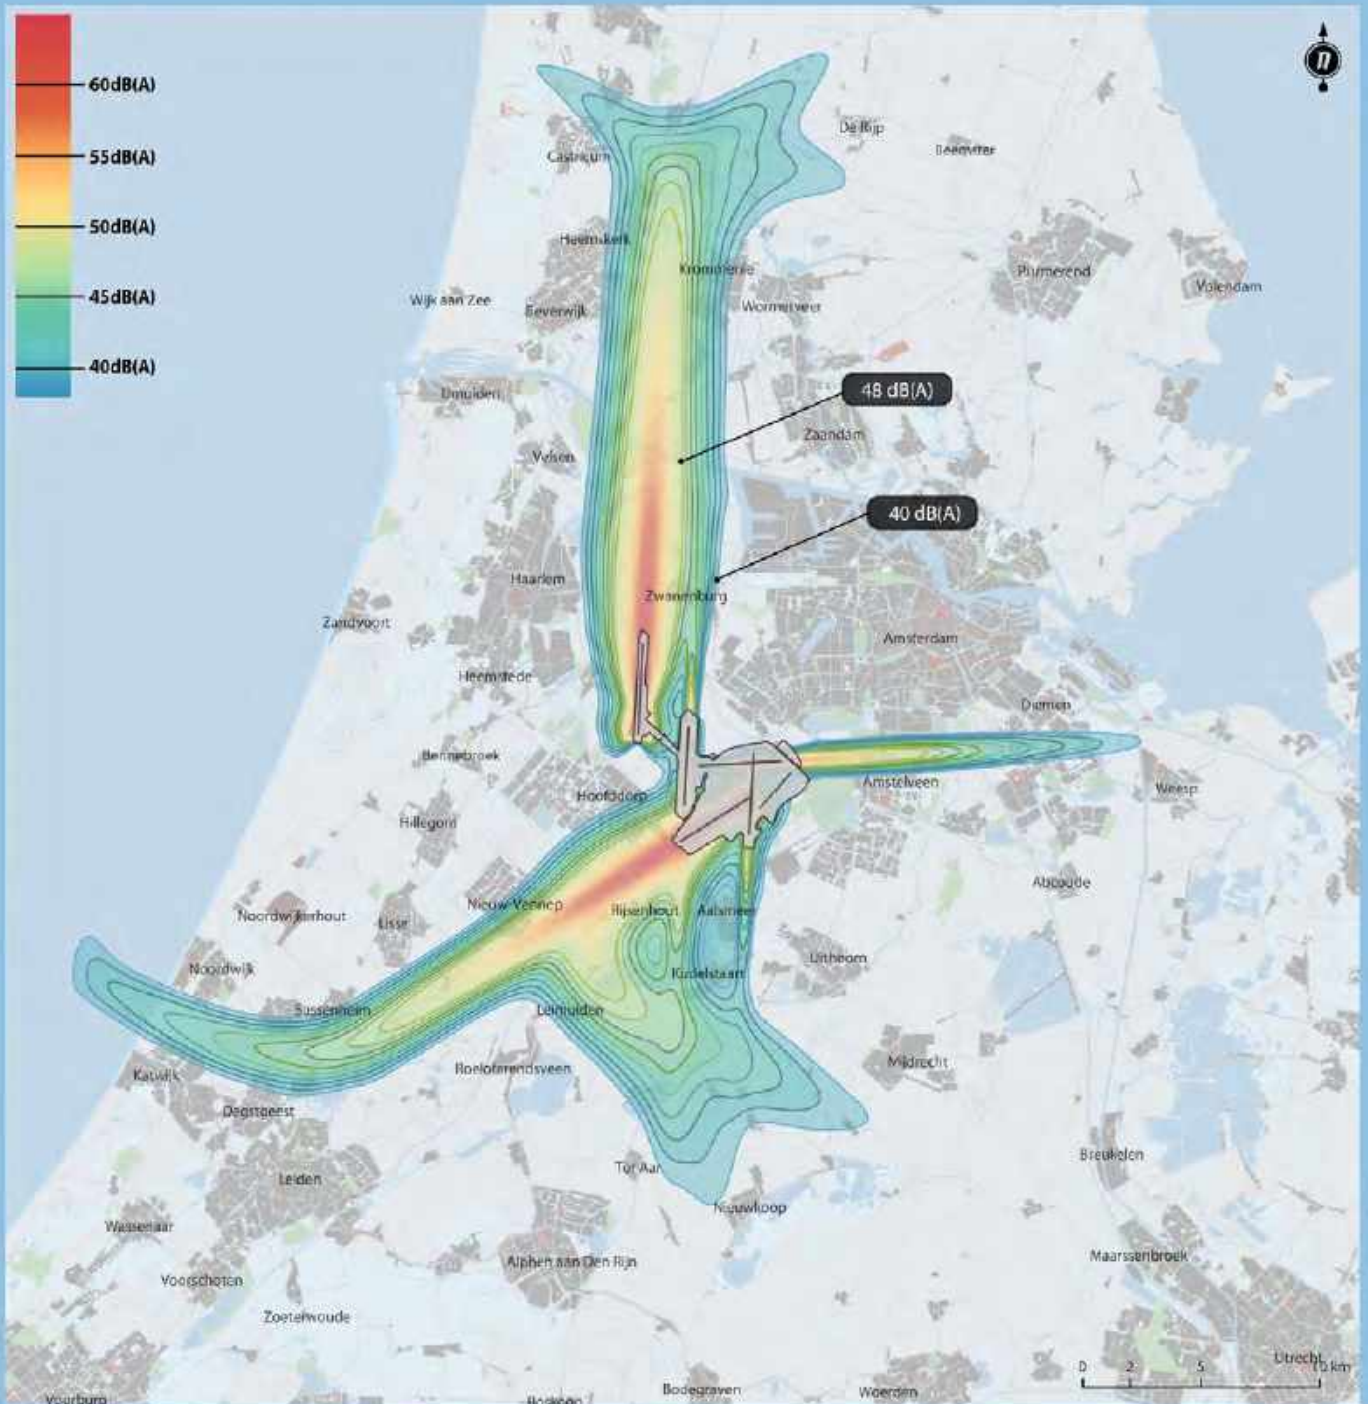 n
60dB(A)
55dB(A)
50dB(A)
45dB(A)
40dB(A)
De Rijp
Beemster
Castricum
Heemskerk
Krommenie
Purmerend
Volendam
Wijk aan Zee
Beverwijk
Wormerveer
IJmuiden
48 dB(A)
Zaandam
Velsen
40 dB(A)
Haarlem
Zwanenburg
Zandvoort
Amsterdam
Heemstede
Diemen
Bennebroek
Amstelveen
Weesp
Hoofddorp
Hillegom
Abcoude
Nieuw-Vennep
Rijsenhout
Aalsmeer
Noordwijkerhout
Lisse
Uithoorn
Noordwijk
Kudelstaart
Sassenheim
Leimuiden
Mijdrecht
Roelofarendsveen
Katwijk
Oegstgeest
Breukelen
Ter Aar
Leiden
Nieuwkoop
Wassenaar
Maarssenbroek
Alphen aan Den Rijn
Voorschoten
Zoeterwoude
Utrecht
0 2 5 10 km
Bodegraven
Woerden
Voorburg